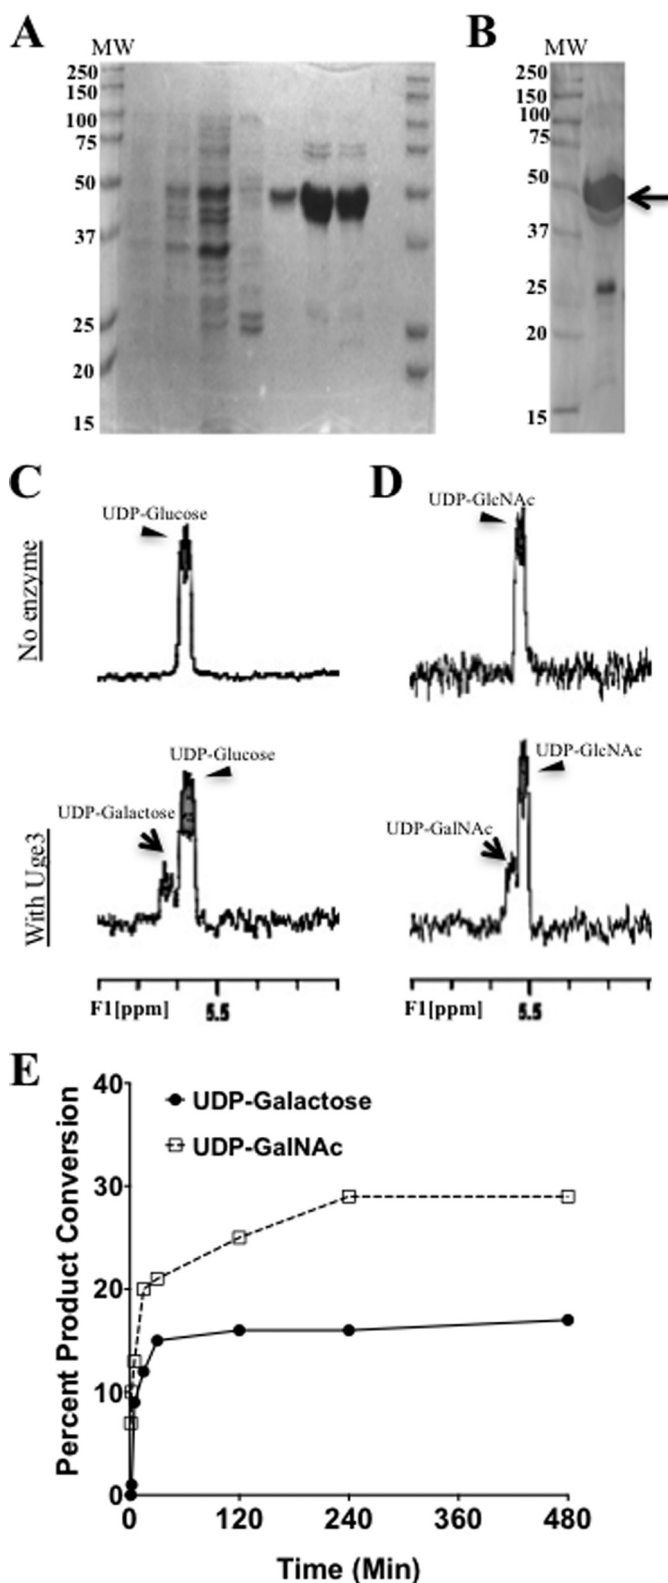 A
B
MW
MW
250
150
100
75
50
37
25
20
15
250
150
100
75
50
37
25
20
15
C
D
No enzyme
UDP-Glucose
UDP-GlcNAc
With Uge3
UDP-Glucose
UDP-Galactose
UDP-GlcNAc
UDP-GalNAc
F1[ppm]
5.5
F1[ppm]
5.5
E
Percent Product Conversion
40
30
20
10
0
UDP-Galactose
UDP-GalNAc
0
120
240
360
480
Time (Min)